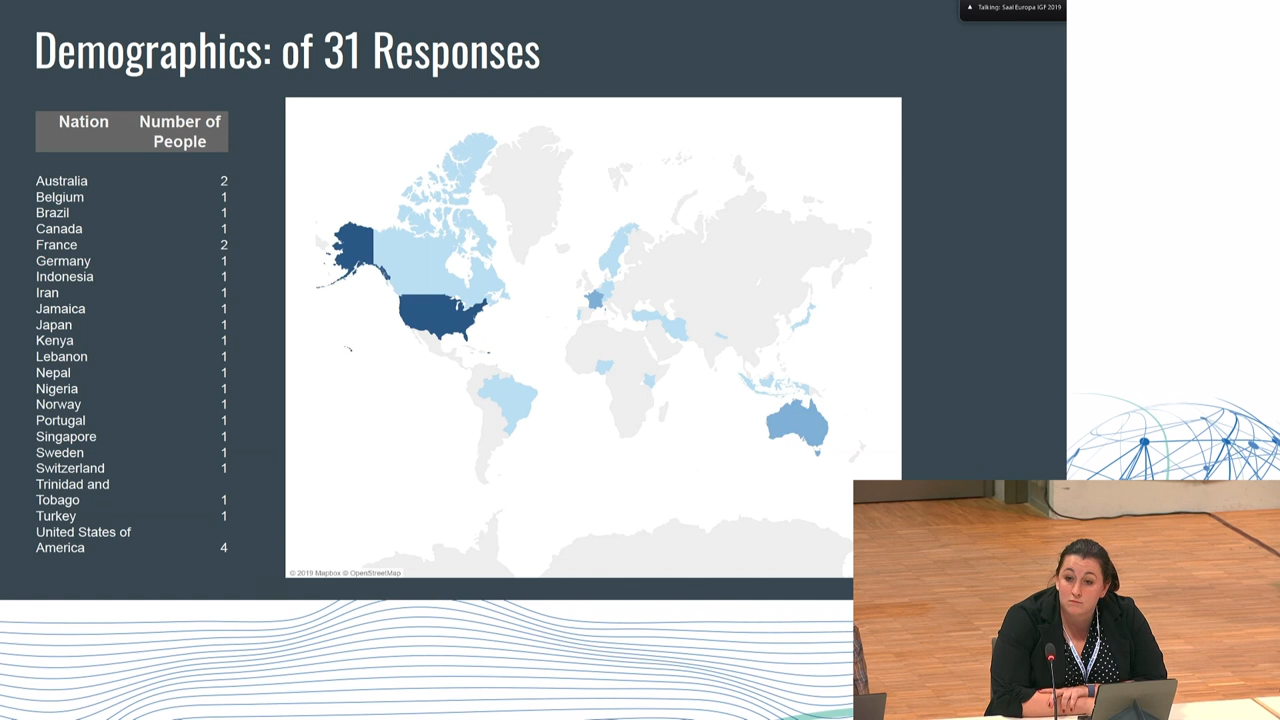 Talking: Saal Europa IGF 2019
Demographics: of 31 Responses
Nation Number of
People
Australia 2
Belgium 1
Brazil 1
Canada 1
France 2
Germany 1
Indonesia 1
Iran 1
Jamaica 1
Japan 1
Kenya 1
Lebanon 1
Nepal 1
Nigeria 1
Norway 1
Portugal 1
Singapore 1
Sweden 1
Switzerland 1
Trinidad and
Tobago 1
Turkey 1
United States of
America 4
© 2019 Mapbox © OpenStreetMap